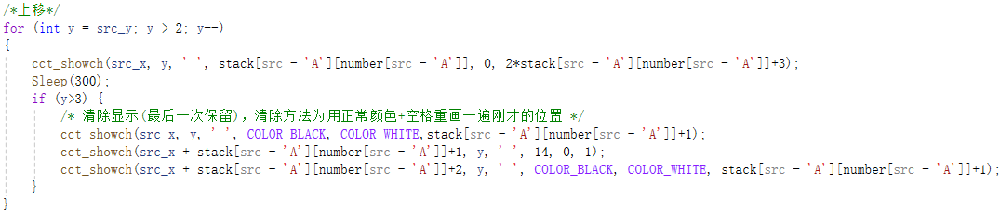 /*上移*/
for (int y = src_y; y > 2; y--)
{
cct_showch(src_x, y, ' ', stack[src - 'A'][number[src - 'A']], 0, 2*stack[src - 'A'][number[src - 'A']]+3);
Sleep(300);
if (y>3) {
/* 清除显示(最后一次保留), 清除方法为用正常颜色+空格重画一遍刚才的位置 */
cct_showch(src_x, y, ' ', COLOR_BLACK, COLOR_WHITE,stack[src - 'A'][number[src - 'A']]+1);
cct_showch(src_x + stack[src - 'A'][number[src - 'A']]+1, y, ' ', 14, 0, 1);
cct_showch(src_x + stack[src - 'A'][number[src - 'A']]+2, y, ' ', COLOR_BLACK, COLOR_WHITE, stack[src - 'A'][number[src - 'A']]+1);
}
}